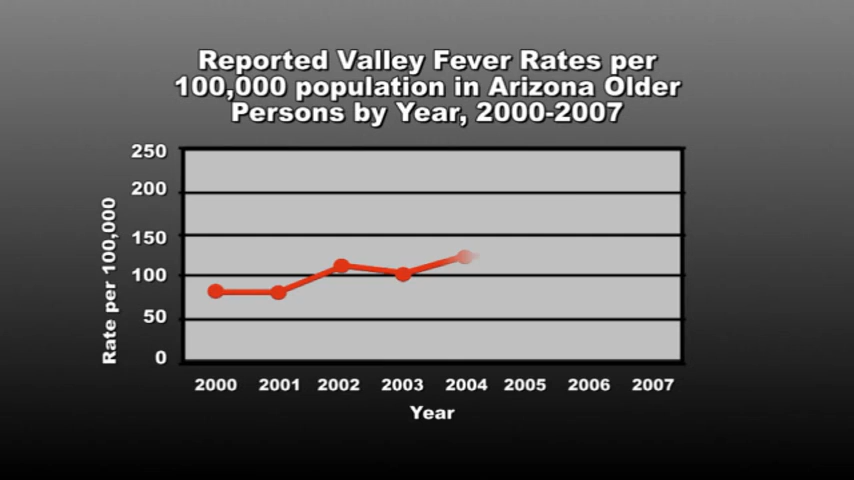 Reported Valley Fever Rates per
100,000 population in Arizona Older
Persons by Year, 2000-2007
250
200
150
100
50
0
Rate per 100,000
2000 2001 2002 2003 2004 2005 2006 2007
Year